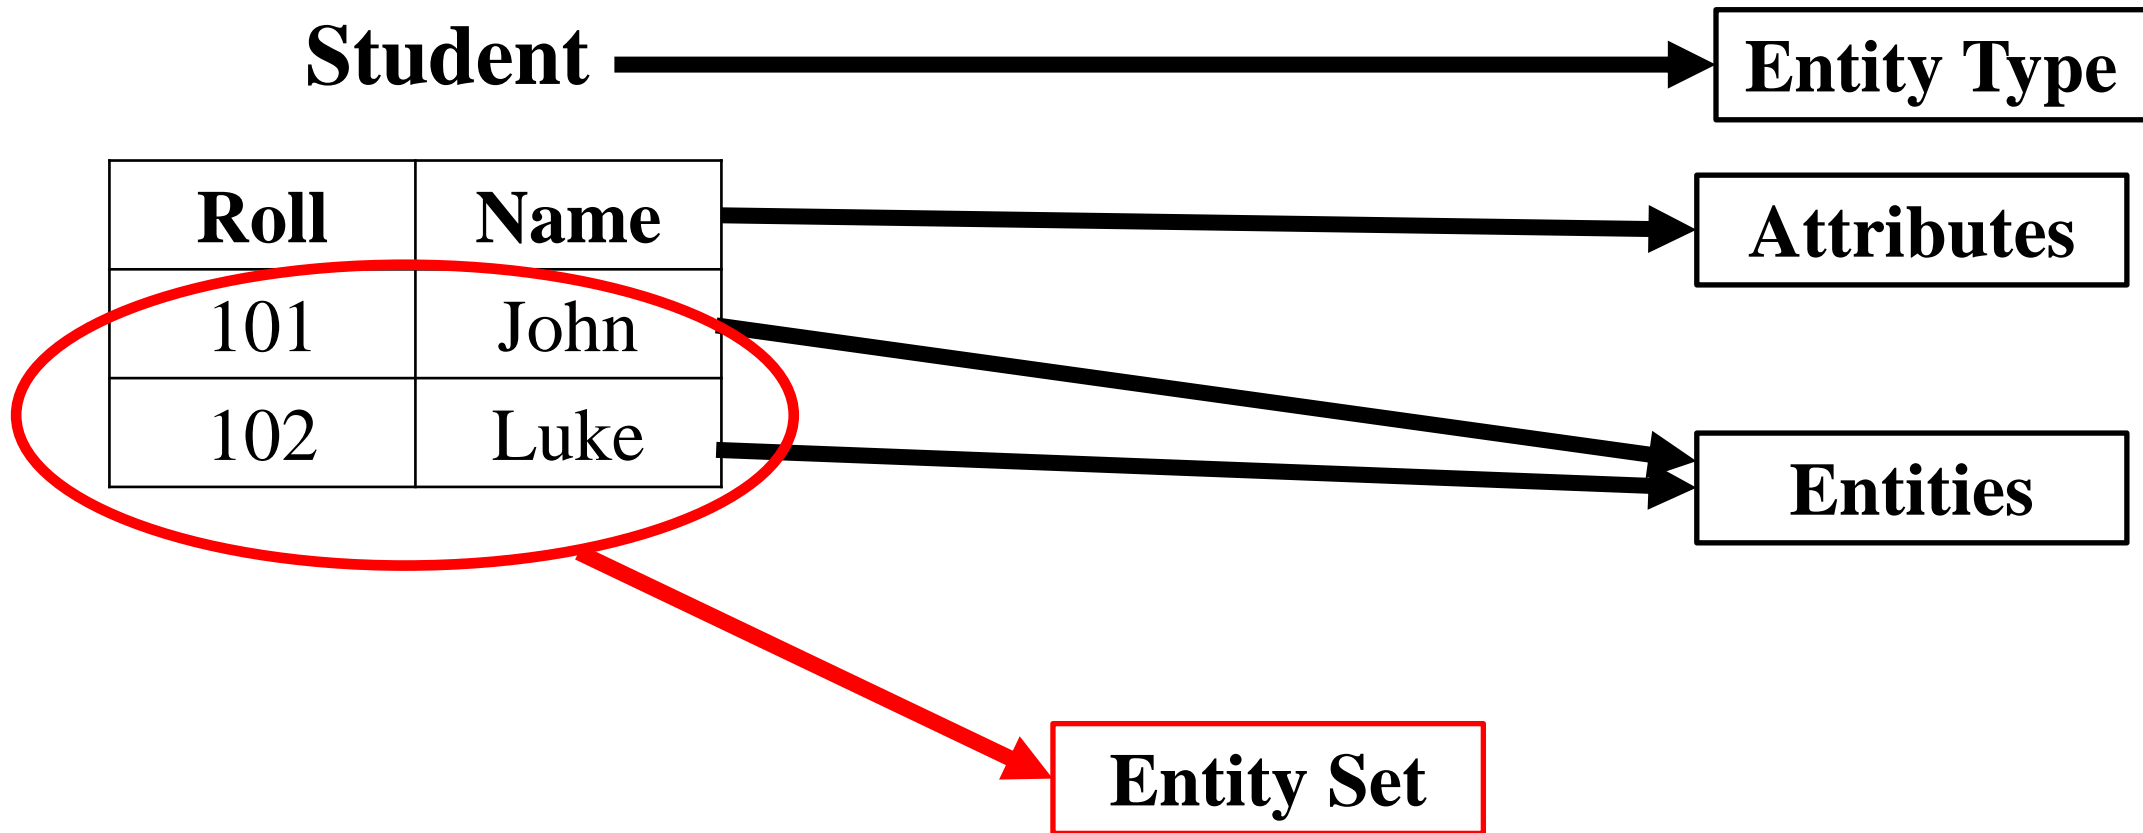 Student
Entity Type
Roll Name
Attributes
101 John
102 Luke
Entities
Entity Set